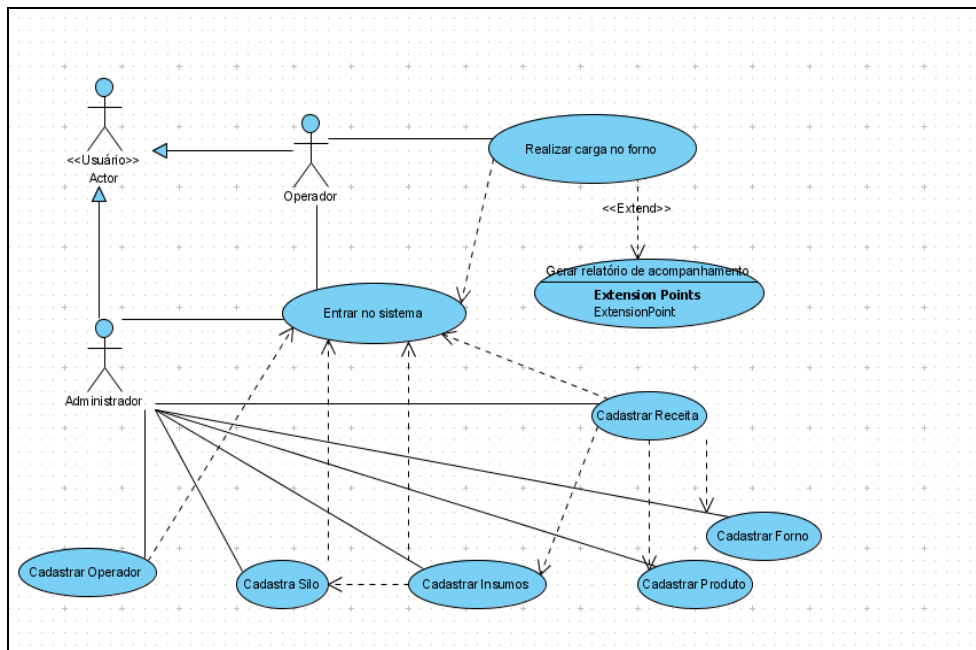 <<Usuário>>
Actor
Operador
Realizar carga no forno
<<Extend>>
Gerar relatório de acompanhamento
Extension Points
ExtensionPoint
Entrar no sistema
Administrador
Cadastrar Receita
Cadastrar Forno
Cadastrar Operador
Cadastra Silo
Cadastrar Insumos
Cadastrar Produto